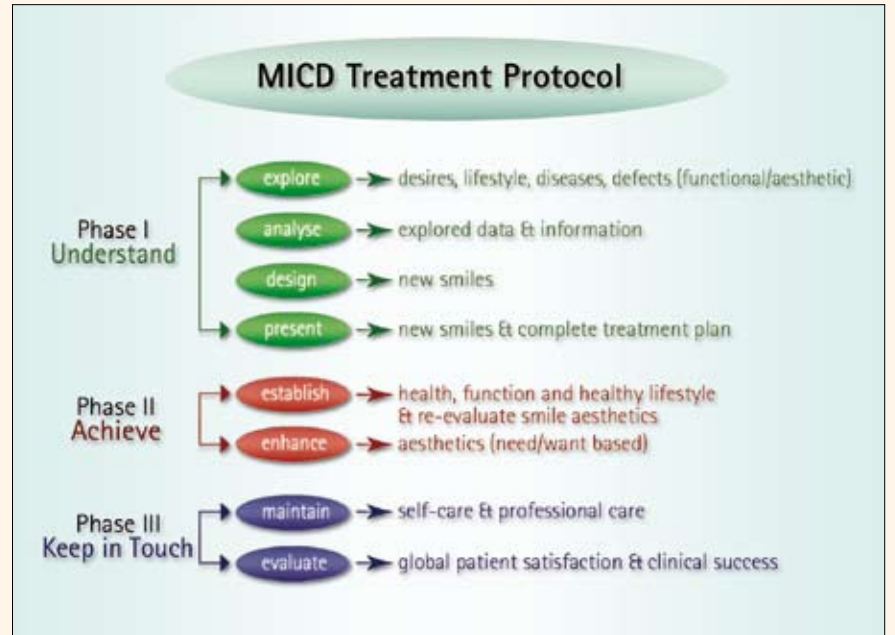 MICD Treatment Protocol
Phase I
Understand
explore desires, lifestyle, diseases, defects (functional/aesthetic)
analyse explored data & information
design new smiles
present new smiles & complete treatment plan
Phase II
Achieve
establish health, function and healthy lifestyle
& re-evaluate smile aesthetics
enhance aesthetics (need/want based)
Phase III
Keep in Touch
maintain self-care & professional care
evaluate global patient satisfaction & clinical success